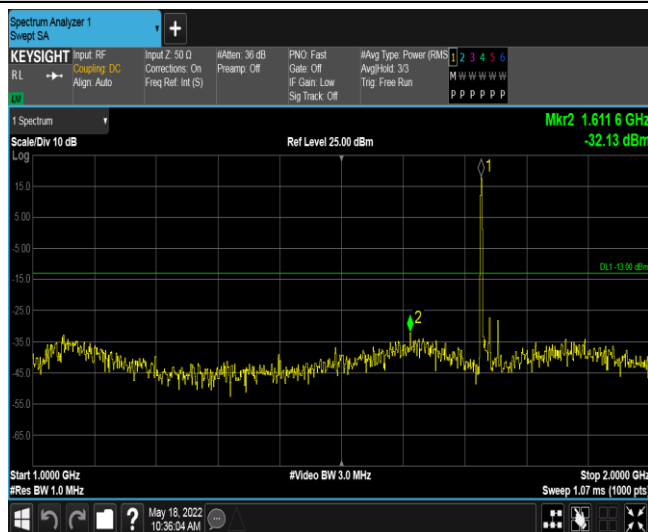 Spectrum Analyzer 1
Swept SA
+
KEYSIGHT
RL
LXI
Input: RF
Coupling: DC
Align: Auto
Input Z: 50 Ω
Corrections: On
Freq Ref: Int (S)
#Atten: 36 dB
Preamp: Off
PNO: Fast
Gate: Off
IF Gain: Low
Sig Track: Off
#Avg Type: Power (RMS
Avg|Hold: 3/3
Trig: Free Run
1 2 3 4 5 6
M W W W W W
P P P P P P
1 Spectrum
Mkr2 1.611 6 GHz
-32.13 dBm
Scale/Div 10 dB
Ref Level 25.00 dBm
Log
15.0
5.00
-5.00
-15.0
-25.0
-35.0
-45.0
-55.0
-65.0
1
DL1 -13.00 dBm
2
Start 1.0000 GHz
#Video BW 3.0 MHz
Stop 2.0000 GHz
#Res BW 1.0 MHz
Sweep 1.07 ms (1000 pts)
?
May 18, 2022
10:36:04 AM